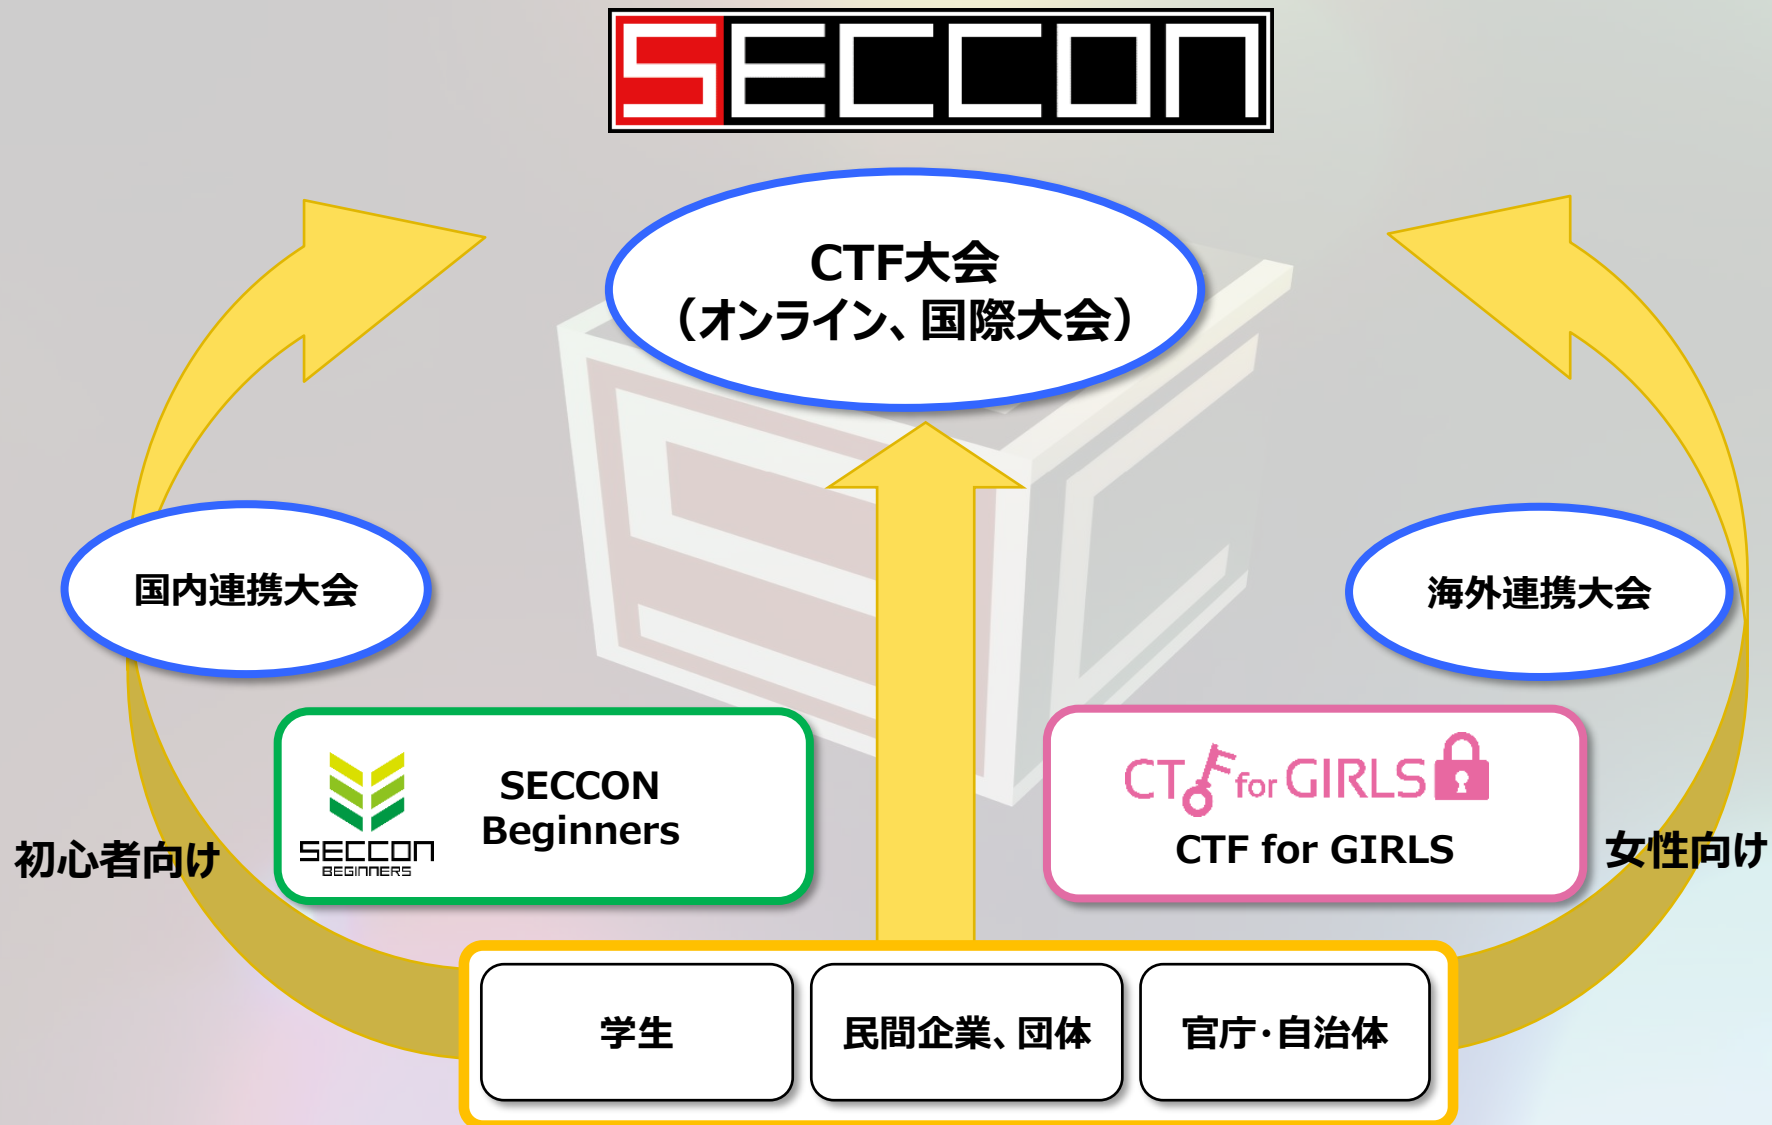 SECCON
CTF大会
（オンライン、国際大会）
国内連携大会
海外連携大会
SECCON
BEGINNERS
SECCON
Beginners
CTF for GIRLS
CTF for GIRLS
初心者向け
女性向け
学生
民間企業、団体
官庁・自治体